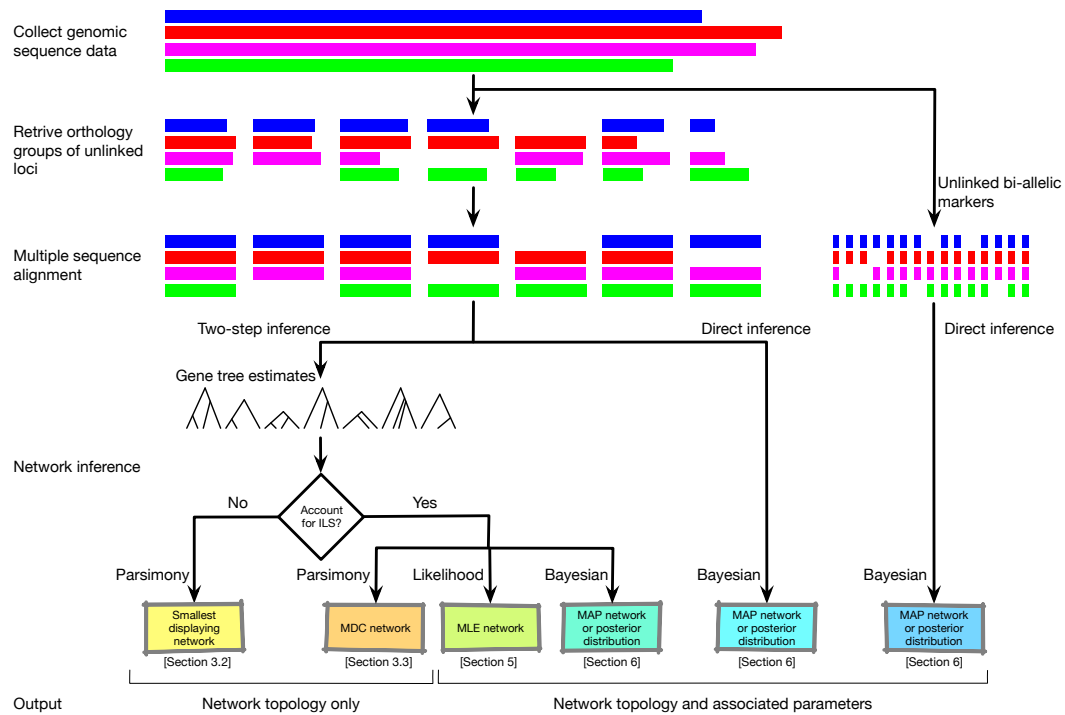 Collect genomic
sequence data
Retrive orthology
groups of unlinked
loci
Unlinked bi-allelic
markers
Multiple sequence
alignment
Two-step inference
Direct inference
Direct inference
Gene tree estimates
Network inference
No
Account
for ILS?
Yes
Parsimony
Parsimony
Likelihood
Bayesian
Bayesian
Bayesian
Smallest
displaying
network
MDC network
MLE network
MAP network
or posterior
distribution
MAP network
or posterior
distribution
MAP network
or posterior
distribution
[Section 3.2]
[Section 3.3]
[Section 5]
[Section 6]
[Section 6]
[Section 6]
Output
Network topology only
Network topology and associated parameters